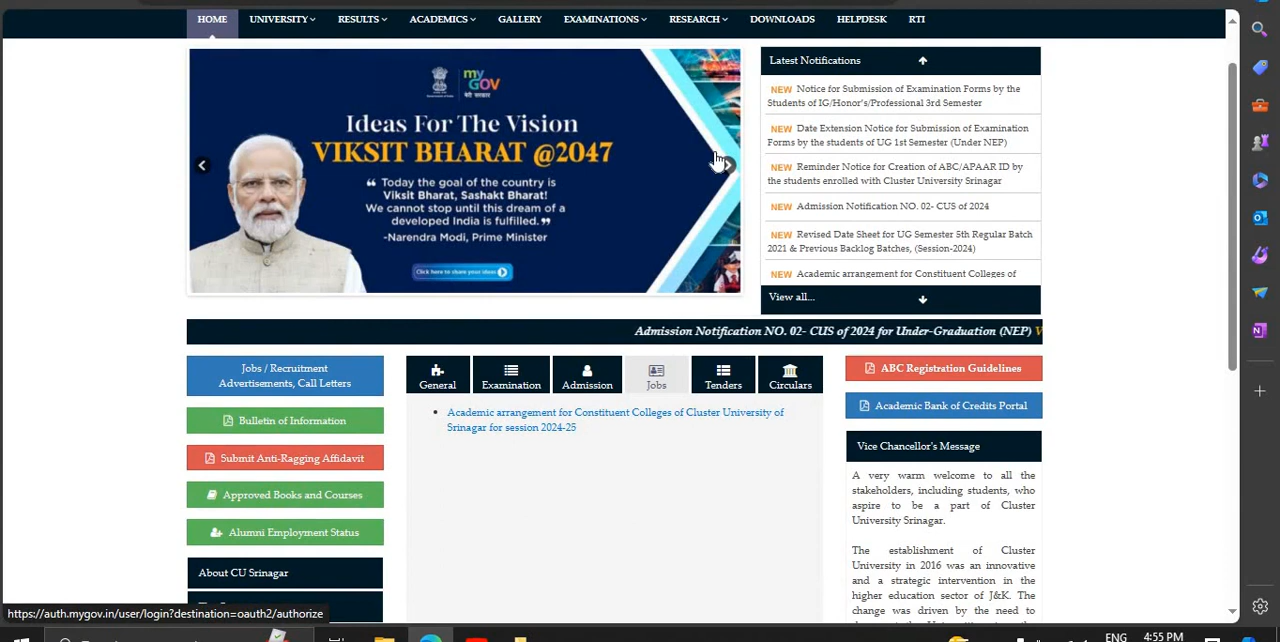 HOME UNIVERSITY RESULTS ACADEMICS GALLERY EXAMINATIONS RESEARCH DOWNLOADS HELPDESK RTI
my
GOV
मेरी सरकार
Ideas For The Vision
VIKSIT BHARAT @2047
“ Today the goal of the country is
Viksit Bharat, Sashakt Bharat!
We cannot stop until this dream of a
developed India is fulfilled.”
-Narendra Modi, Prime Minister
Click here to share your ideas
Latest Notifications
NEW Notice for Submission of Examination Forms by the
Students of IG/Honor's/Professional 3rd Semester
NEW Date Extension Notice for Submission of Examination
Forms by the students of UG 1st Semester (Under NEP)
NEW Reminder Notice for Creation of ABC/APAAR ID by
the students enrolled with Cluster University Srinagar
NEW Admission Notification NO. 02- CUS of 2024
NEW Revised Date Sheet for UG Semester 5th Regular Batch
2021 & Previous Backlog Batches, (Session-2024)
NEW Academic arrangement for Constituent Colleges of
View all...
Admission Notification NO. 02- CUS of 2024 for Under-Graduation (NEP) V
Jobs / Recruitment
Advertisements, Call Letters
Bulletin of Information
Submit Anti-Ragging Affidavit
Approved Books and Courses
Alumni Employment Status
About CU Srinagar
General Examination Admission Jobs Tenders Circulars
• Academic arrangement for Constituent Colleges of Cluster University of
Srinagar for session 2024-25
ABC Registration Guidelines
Academic Bank of Credits Portal
Vice Chancellor's Message
A very warm welcome to all the
stakeholders, including students, who
aspire to be a part of Cluster
University Srinagar.
The establishment of Cluster
University in 2016 was an innovative
and a strategic intervention in the
higher education sector of J&K. The
change was driven by the need to
https://auth.mygov.in/user/login?destination=oauth2/authorize
ENG 4:55 PM